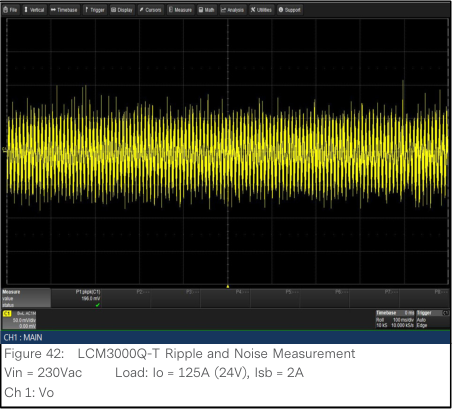 File Vertical Timebase Trigger Display Cursors Measure Math Analysis Utilities Support
Measure P1:pkpk(C1) P2:--- P3:--- P4:--- P5:--- P6:--- P7:--- P8:---
value 198.0 mV
status
C1
50.0 mV/div
0.00 mV
Timebase 0 ms Trigger
Roll 100 ms/div Auto
10 kS 10.000 kS/s Edge
CH1 : MAIN
Figure 42: LCM3000Q-T Ripple and Noise Measurement
Vin = 230Vac Load: Io = 125A (24V), Isb = 2A
Ch 1: Vo